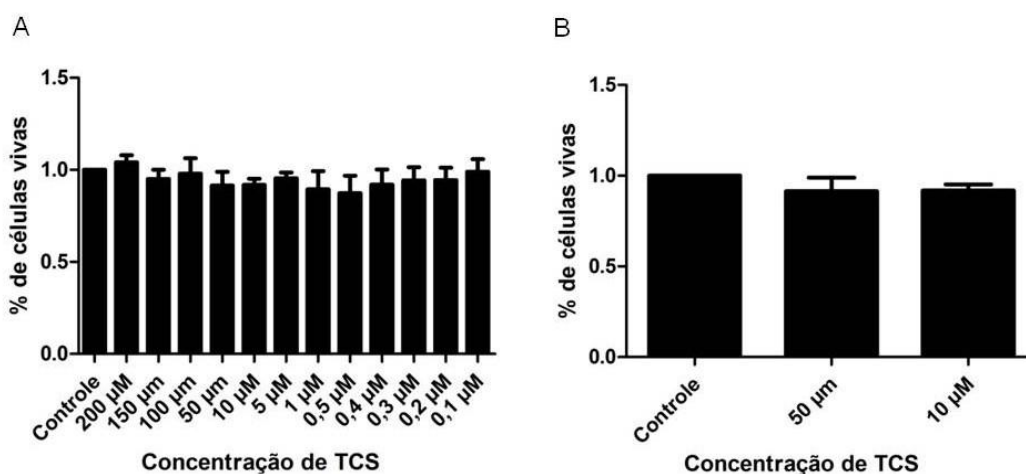 A
% de células vivas
1.5
1.0
0.5
0.0
Controle
200 µM
150 µm
100 µm
50 µm
10 µM
5 µM
1 µM
0,5 µM
0,4 µM
0,3 µM
0,2 µM
0,1 µM
Concentração de TCS
B
% de células vivas
1.5
1.0
0.5
0.0
Controle
50 µm
10 µM
Concentração de TCS